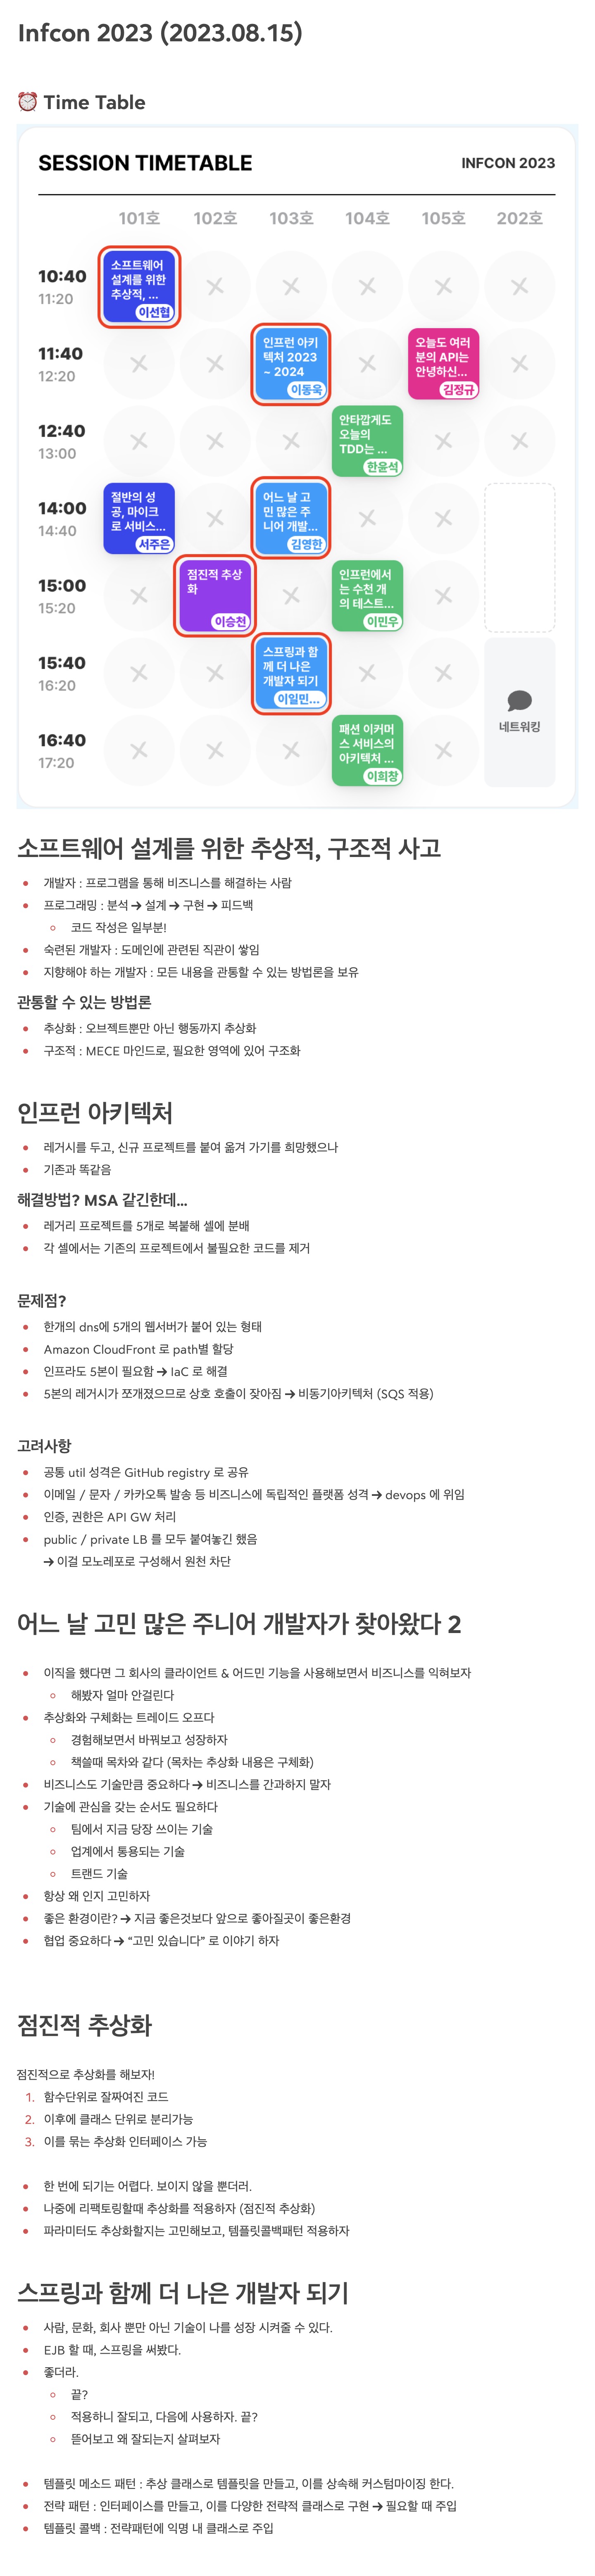 Infcon 2023 (2023.08.15)
⏰ Time Table
SESSION TIMETABLE
INFCON 2023
101호 102호 103호 104호 105호 202호
10:40
11:20
소프트웨어
설계를 위한
추상적, ...
이선협
11:40
12:20
인프런 아키
텍처 2023
~ 2024
이동욱
오늘도 여러
분의 API는
안녕하신...
김정규
12:40
13:00
안타깝게도
오늘의
TDD는 ...
한윤석
14:00
14:40
절반의 성
공, 마이크
로 서비스...
서주은
어느 날 고
민 많은 주
니어 개발...
김영한
15:00
15:20
점진적 추상
화
이승천
인프런에서
는 수천 개
의 테스트...
이민우
15:40
16:20
스프링과 함
께 더 나은
개발자 되기
이일민...
네트워킹
16:40
17:20
패션 이커머
스 서비스의
아키텍처 ...
이희창
소프트웨어 설계를 위한 추상적, 구조적 사고
• 개발자 : 프로그램을 통해 비즈니스를 해결하는 사람
• 프로그래밍 : 분석 → 설계 → 구현 → 피드백
◦ 코드 작성은 일부분!
• 숙련된 개발자 : 도메인에 관련된 직관이 쌓임
• 지향해야 하는 개발자 : 모든 내용을 관통할 수 있는 방법론을 보유
관통할 수 있는 방법론
• 추상화 : 오브젝트뿐만 아닌 행동까지 추상화
• 구조적 : MECE 마인드로, 필요한 영역에 있어 구조화
인프런 아키텍처
• 레거시를 두고, 신규 프로젝트를 붙여 옮겨 가기를 희망했으나
• 기존과 똑같음
해결방법? MSA 같긴한데...
• 레거리 프로젝트를 5개로 복붙해 셀에 분배
• 각 셀에서는 기존의 프로젝트에서 불필요한 코드를 제거
문제점?
• 한개의 dns에 5개의 웹서버가 붙어 있는 형태
• Amazon CloudFront 로 path별 할당
• 인프라도 5본이 필요함 → IaC 로 해결
• 5본의 레거시가 쪼개졌으므로 상호 호출이 잦아짐 → 비동기아키텍처 (SQS 적용)
고려사항
• 공통 util 성격은 GitHub registry 로 공유
• 이메일 / 문자 / 카카오톡 발송 등 비즈니스에 독립적인 플랫폼 성격 → devops 에 위임
• 인증, 권한은 API GW 처리
• public / private LB 를 모두 붙여놓긴 했음
→ 이걸 모노레포로 구성해서 원천 차단
어느 날 고민 많은 주니어 개발자가 찾아왔다 2
• 이직을 했다면 그 회사의 클라이언트 & 어드민 기능을 사용해보면서 비즈니스를 익혀보자
◦ 해봤자 얼마 안걸린다
• 추상화와 구체화는 트레이드 오프다
◦ 경험해보면서 바꿔보고 성장하자
◦ 책쓸때 목차와 같다 (목차는 추상화 내용은 구체화)
• 비즈니스도 기술만큼 중요하다 → 비즈니스를 간과하지 말자
• 기술에 관심을 갖는 순서도 필요하다
◦ 팀에서 지금 당장 쓰이는 기술
◦ 업계에서 통용되는 기술
◦ 트랜드 기술
• 항상 왜 인지 고민하자
• 좋은 환경이란? → 지금 좋은것보다 앞으로 좋아질곳이 좋은환경
• 협업 중요하다 → “고민 있습니다” 로 이야기 하자
점진적 추상화
점진적으로 추상화를 해보자!
1. 함수단위로 잘짜여진 코드
2. 이후에 클래스 단위로 분리가능
3. 이를 묶는 추상화 인터페이스 가능
• 한 번에 되기는 어렵다. 보이지 않을 뿐더러.
• 나중에 리팩토링할때 추상화를 적용하자 (점진적 추상화)
• 파라미터도 추상화할지는 고민해보고, 템플릿콜백패턴 적용하자
스프링과 함께 더 나은 개발자 되기
• 사람, 문화, 회사 뿐만 아닌 기술이 나를 성장 시켜줄 수 있다.
• EJB 할 때, 스프링을 써봤다.
• 좋더라.
◦ 끝?
◦ 적용하니 잘되고, 다음에 사용하자. 끝?
◦ 뜯어보고 왜 잘되는지 살펴보자
• 템플릿 메소드 패턴 : 추상 클래스로 템플릿을 만들고, 이를 상속해 커스텀마이징 한다.
• 전략 패턴 : 인터페이스를 만들고, 이를 다양한 전략적 클래스로 구현 → 필요할 때 주입
• 템플릿 콜백 : 전략패턴에 익명 내 클래스로 주입